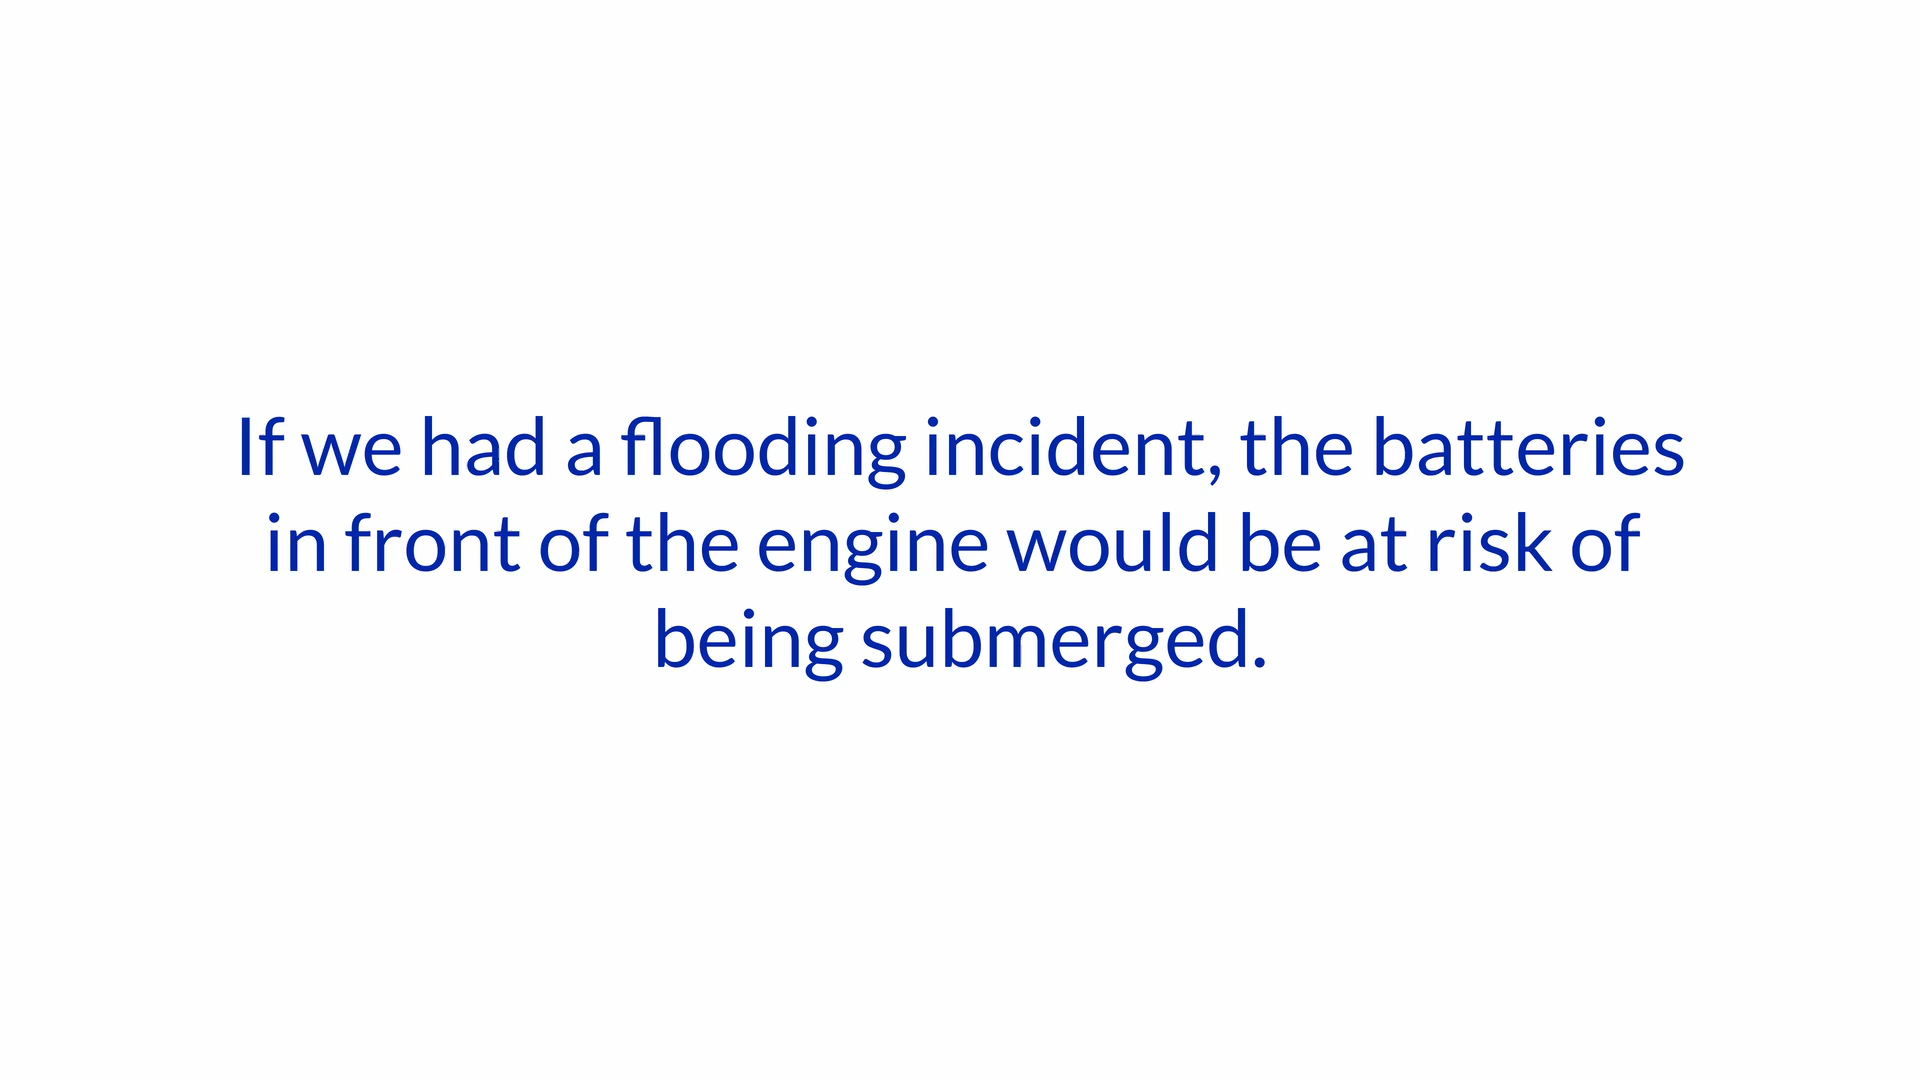 If we had a flooding incident, the batteries
in front of the engine would be at risk of
being submerged.